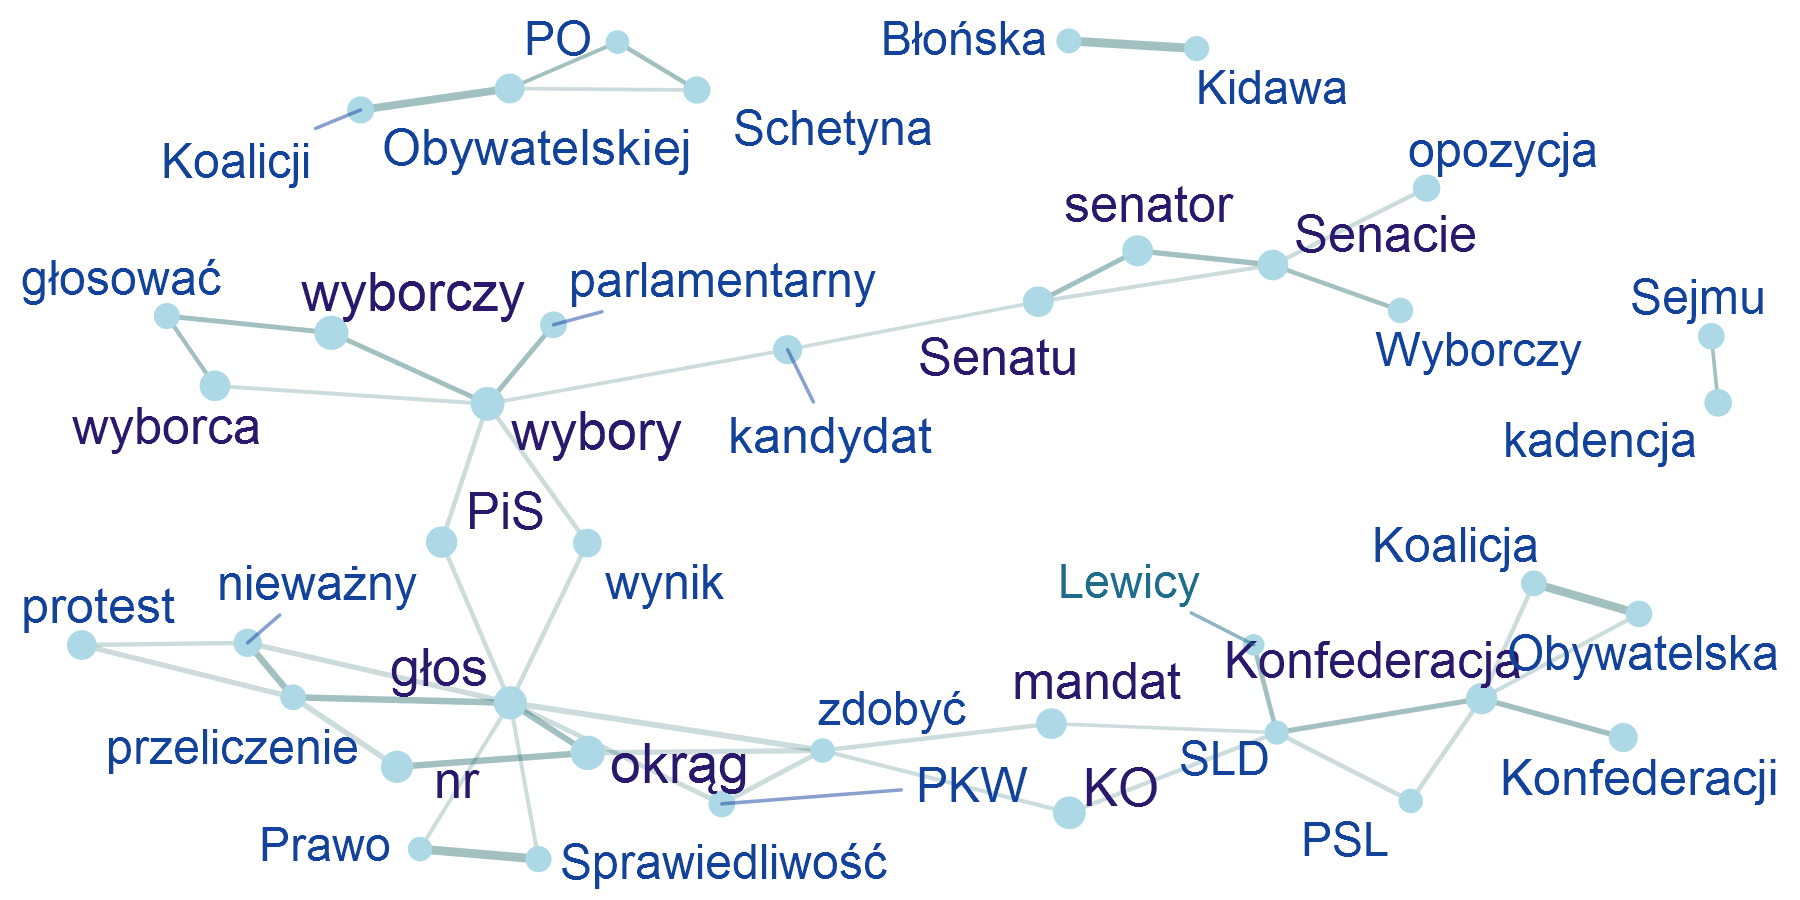 PO
Błońska
Kidawa
Koalicji
Obywatelskiej
Schetyna
opozycja
senator
Senacie
głosować
wyborczy
parlamentarny
Sejmu
Senatu
Wyborczy
wyborca
wybory
kandydat
kadencja
PiS
Koalicja
nieważny
wynik
Lewicy
protest
głos
mandat
Konfederacja
Obywatelska
zdobyć
przeliczenie
nr
okrąg
PKW
KO
SLD
Konfederacji
Prawo
Sprawiedliwość
PSL